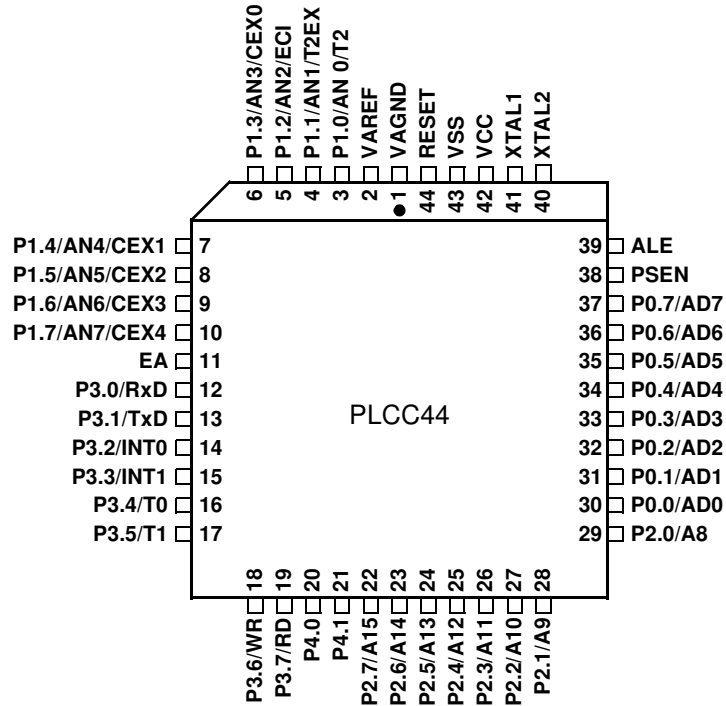 P1.3/AN3/CEX0
P1.2/AN2/ECI
P1.1/AN1/T2EX
P1.0/AN 0/T2
VAREF
VAGND
RESET
VSS
VCC
XTAL1
XTAL2
6
5
4
3
2
1
44
43
42
41
40
P1.4/AN4/CEX1 7
P1.5/AN5/CEX2 8
P1.6/AN6/CEX3 9
P1.7/AN7/CEX4 10
EA 11
P3.0/RxD 12
P3.1/TxD 13
P3.2/INT0 14
P3.3/INT1 15
P3.4/T0 16
P3.5/T1 17
PLCC44
39 ALE
38 PSEN
37 P0.7/AD7
36 P0.6/AD6
35 P0.5/AD5
34 P0.4/AD4
33 P0.3/AD3
32 P0.2/AD2
31 P0.1/AD1
30 P0.0/AD0
29 P2.0/A8
18
19
20
21
22
23
24
25
26
27
28
P3.6/WR
P3.7/RD
P4.0
P4.1
P2.7/A15
P2.6/A14
P2.5/A13
P2.4/A12
P2.3/A11
P2.2/A10
P2.1/A9